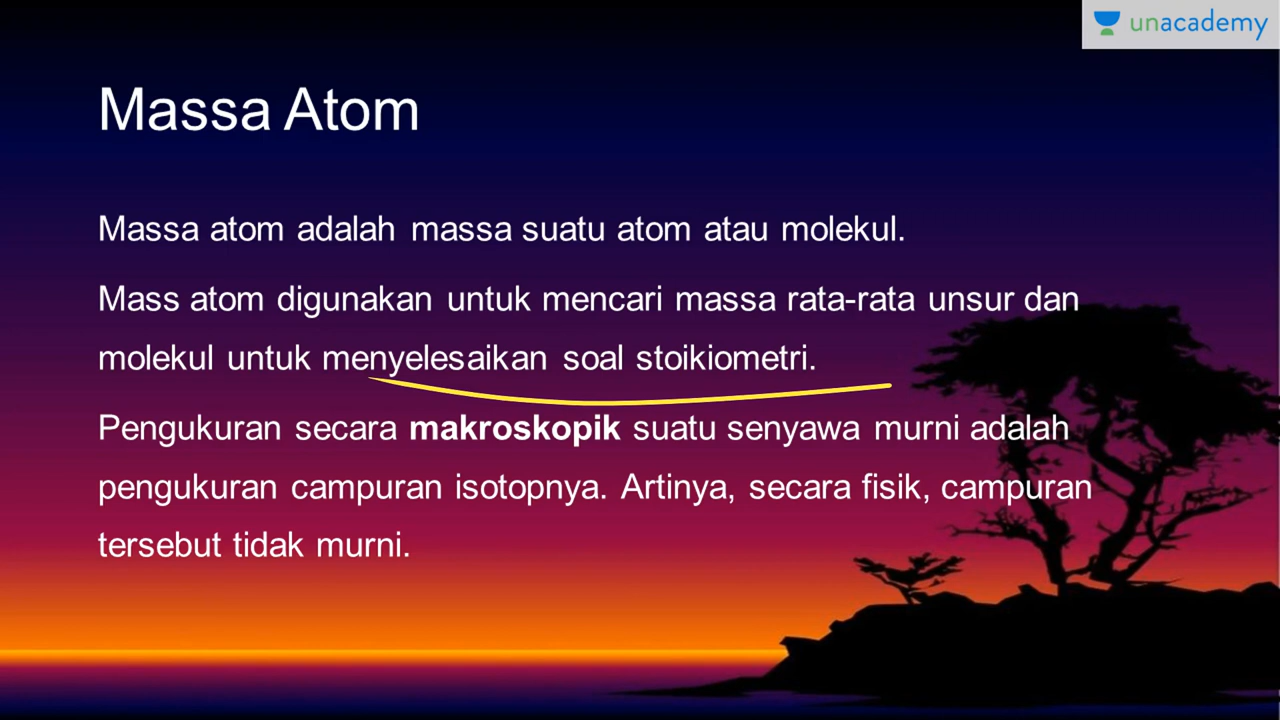 unacademy
Massa Atom
Massa atom adalah massa suatu atom atau molekul.
Mass atom digunakan untuk mencari massa rata-rata unsur dan
molekul untuk menyelesaikan soal stoikiometri.
Pengukuran secara makroskopik suatu senyawa murni adalah
pengukuran campuran isotopnya. Artinya, secara fisik, campuran
tersebut tidak murni.